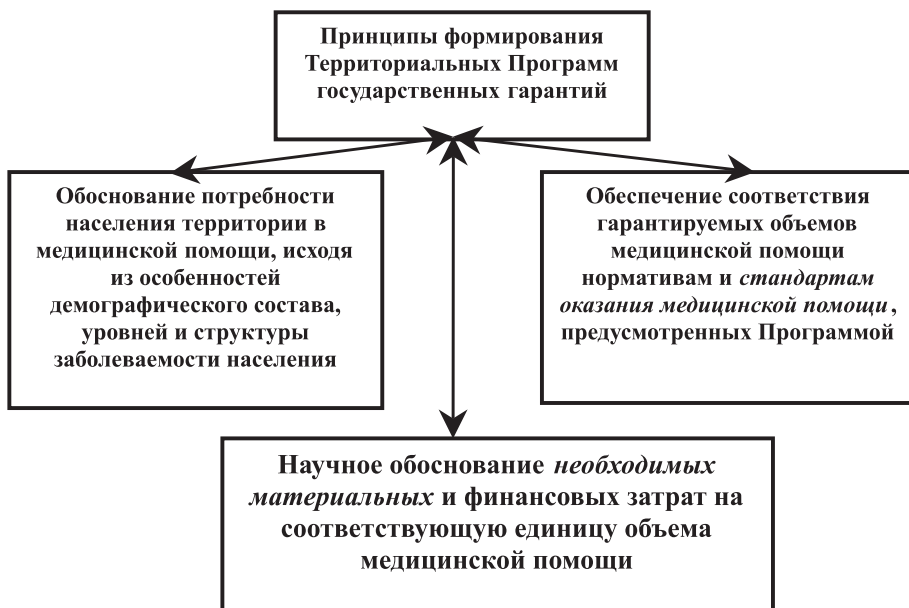 Принципы формирования
Территориальных Программ
государственных гарантий
Обоснование потребности
населения территории в
медицинской помощи, исходя
из особенностей
демографического состава,
уровней и структуры
заболеваемости населения
Обеспечение соответствия
гарантируемых объемов
медицинской помощи
нормативам и стандартам
оказания медицинской помощи,
предусмотренных Программой
Научное обоснование необходимых
материальных и финансовых затрат на
соответствующую единицу объема
медицинской помощи